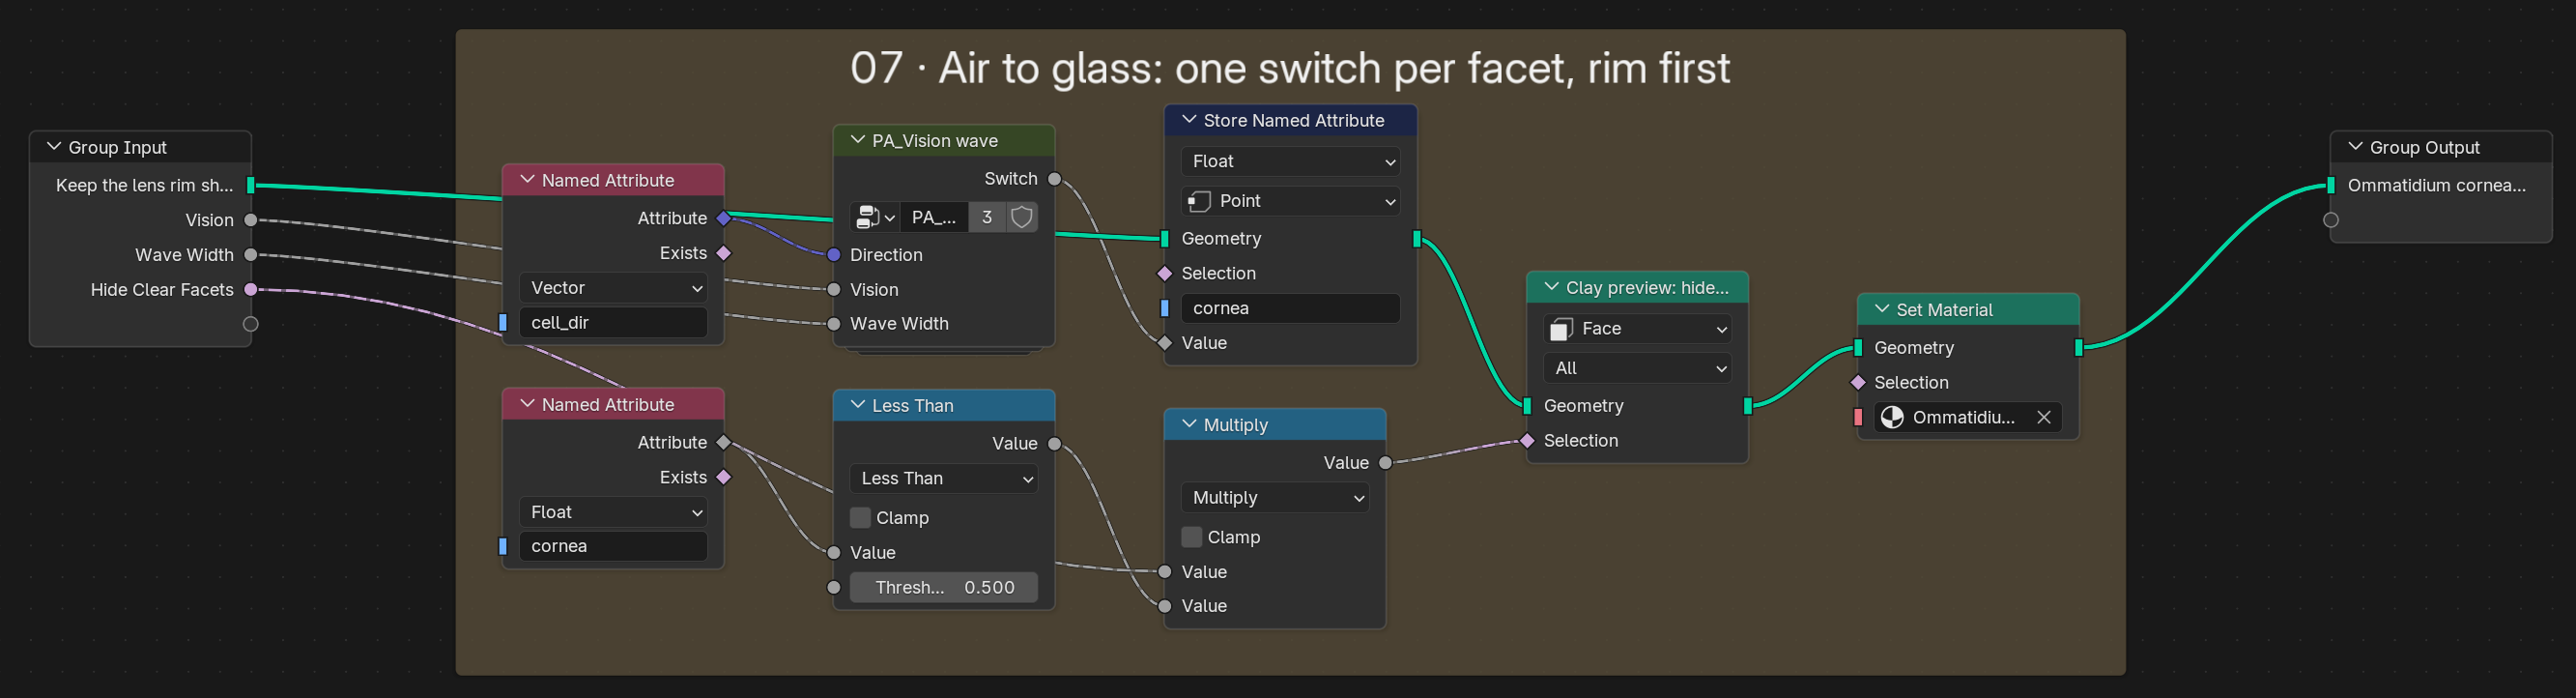 07 · Air to glass: one switch per facet, rim first
Group Input
Keep the lens rim sh...
Vision
Wave Width
Hide Clear Facets
Named Attribute
Attribute
Exists
Vector
cell_dir
Named Attribute
Attribute
Exists
Float
cornea
PA_Vision wave
Switch
PA_... 3
Direction
Vision
Wave Width
Less Than
Value
Less Than
Clamp
Value
Thresh... 0.500
Store Named Attribute
Float
Point
Geometry
Selection
cornea
Value
Multiply
Value
Multiply
Clamp
Value
Value
Clay preview: hide...
Face
All
Geometry
Selection
Set Material
Geometry
Selection
Ommatidiu...
Group Output
Ommatidium cornea...